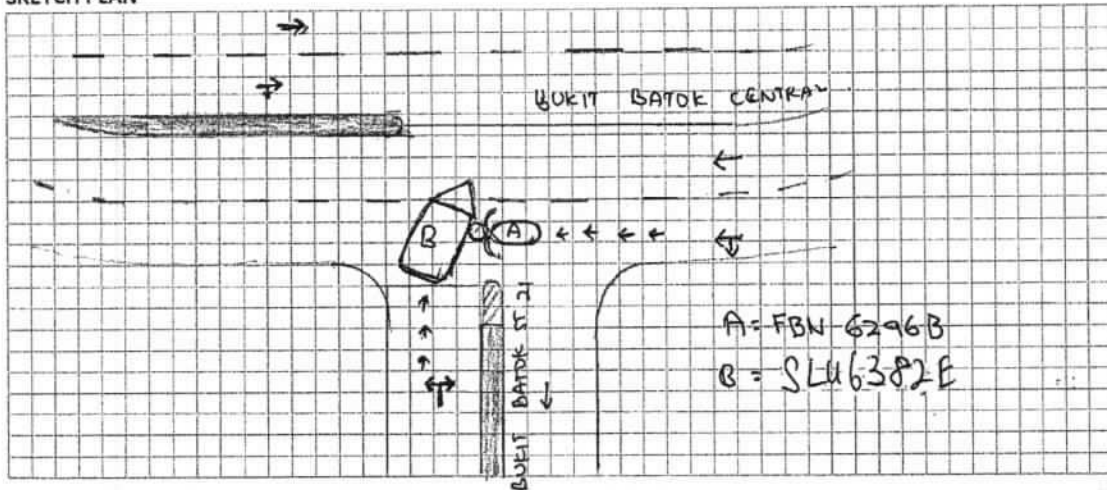 SKETCH PLAN
BUKIT BATOK CENTRAL
B
A
BUKIT BATOK ST 21
A = FBN 6296B
B = SLU6382E